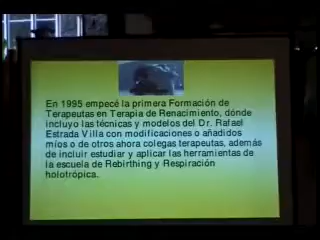 En 1995 empecé la primera Formación de
Terapeutas en Terapia de Renacimiento, dónde
incluyo las técnicas y modelos del Dr. Rafael
Estrada Villa con modificaciones o añadidos
míos o de otros ahora colegas terapeutas, además
de incluir estudiar y aplicar las herramientas de
la escuela de Rebirthing y Respiración
holotrópica.